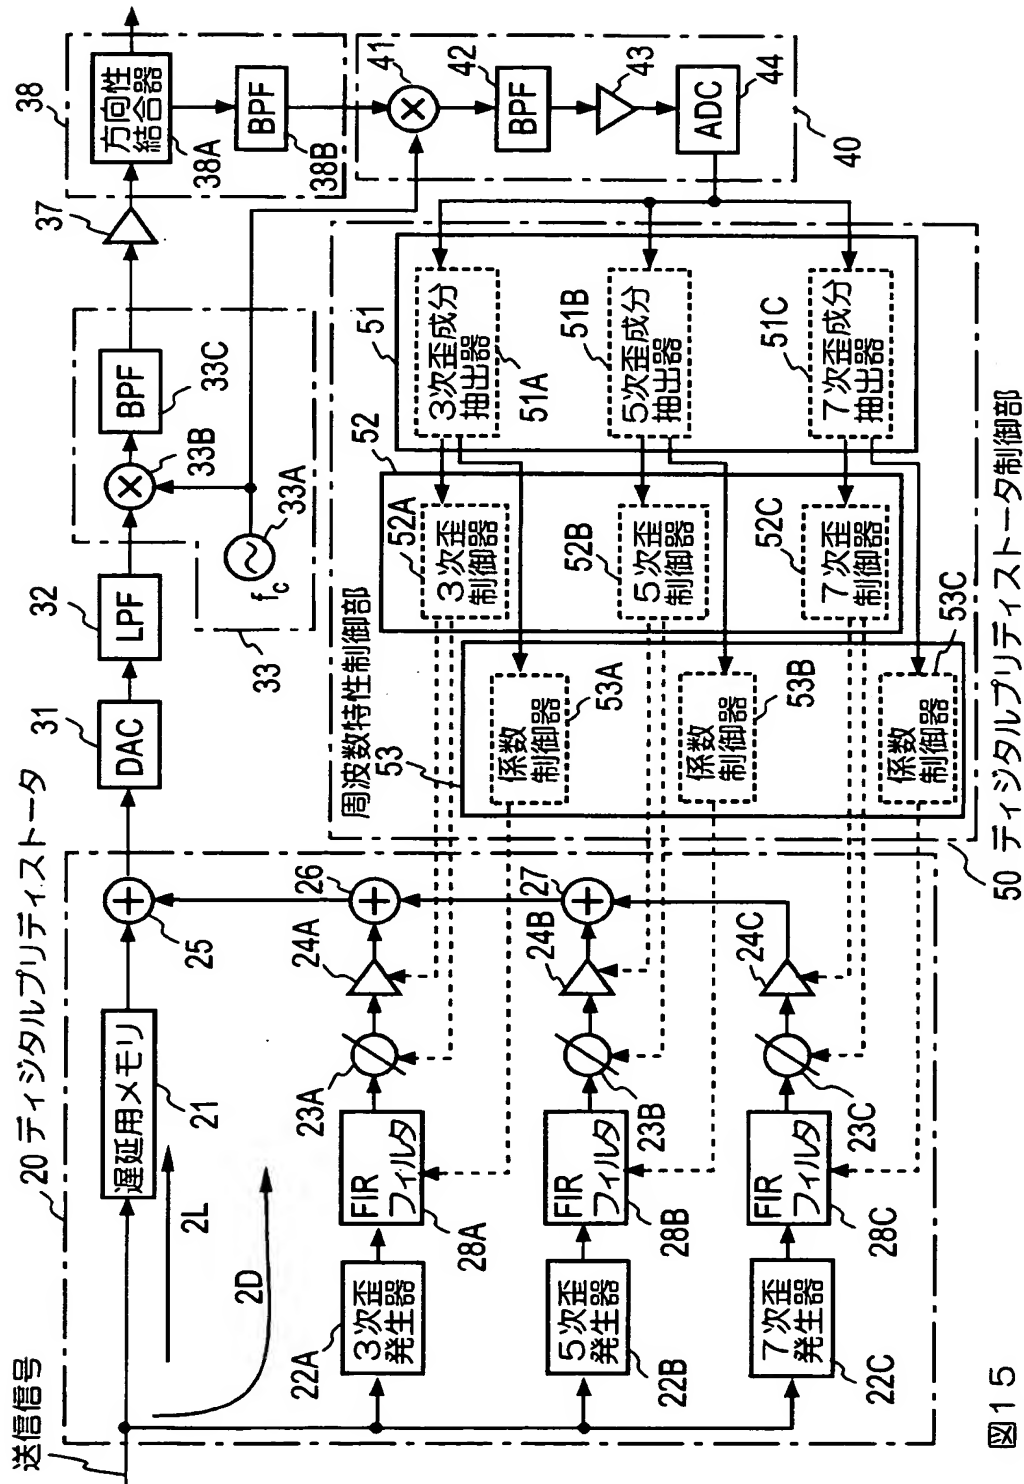 送信信号
20 ディジタルプリディストータ
遅延用メモリ
21
2L
2D
25
31
DAC
32
LPF
33
33B
BPF
33C
33A
fc
37
38
方向性
結合器
38A
BPF
38B
41
42
BPF
43
ADC
44
40
22A
3次歪
発生器
FIR
フィルタ
28A
23A
24A
26
22B
5次歪
発生器
FIR
フィルタ
28B
23B
24B
27
22C
7次歪
発生器
FIR
フィルタ
28C
23C
24C
周波数特性制御部
53
係数
制御器
53A
係数
制御器
53B
係数
制御器
53C
52
52A
3次歪
制御器
52B
5次歪
制御器
52C
7次歪
制御器
51
3次歪成分
抽出器
51A
51B
5次歪成分
抽出器
51C
7次歪成分
抽出器
50 ディジタルプリディストータ制御部
図15